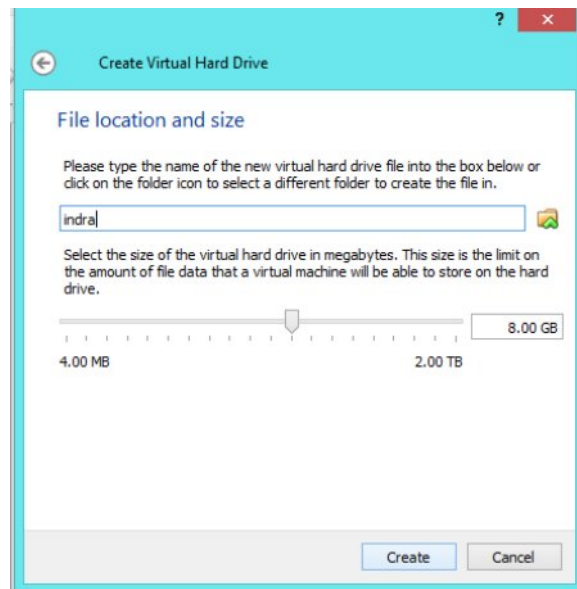 ?
Create Virtual Hard Drive
File location and size
Please type the name of the new virtual hard drive file into the box below or
click on the folder icon to select a different folder to create the file in.
indra
Select the size of the virtual hard drive in megabytes. This size is the limit on
the amount of file data that a virtual machine will be able to store on the hard
drive.
8.00 GB
4.00 MB 2.00 TB
Create Cancel